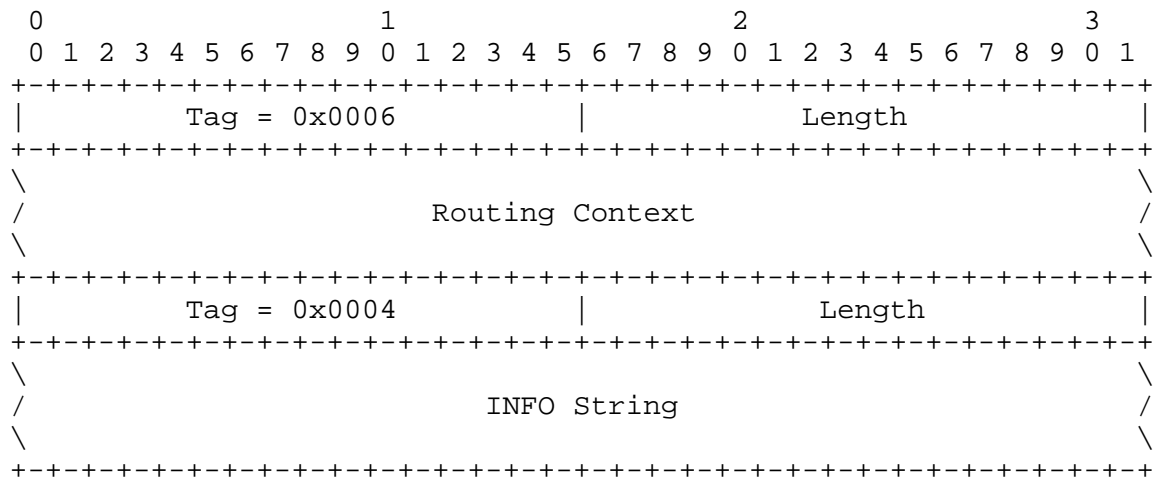 0                   1                   2                   3
 0 1 2 3 4 5 6 7 8 9 0 1 2 3 4 5 6 7 8 9 0 1 2 3 4 5 6 7 8 9 0 1
+-+-+-+-+-+-+-+-+-+-+-+-+-+-+-+-+-+-+-+-+-+-+-+-+-+-+-+-+-+-+-+-+
|         Tag = 0x0006          |            Length             |
+-+-+-+-+-+-+-+-+-+-+-+-+-+-+-+-+-+-+-+-+-+-+-+-+-+-+-+-+-+-+-+-+
\                                                               \
/                       Routing Context                         /
\                                                               \
+-+-+-+-+-+-+-+-+-+-+-+-+-+-+-+-+-+-+-+-+-+-+-+-+-+-+-+-+-+-+-+-+
|         Tag = 0x0004          |             Length            |
+-+-+-+-+-+-+-+-+-+-+-+-+-+-+-+-+-+-+-+-+-+-+-+-+-+-+-+-+-+-+-+-+
\                                                               \
/                          INFO String                          /
\                                                               \
+-+-+-+-+-+-+-+-+-+-+-+-+-+-+-+-+-+-+-+-+-+-+-+-+-+-+-+-+-+-+-+-+